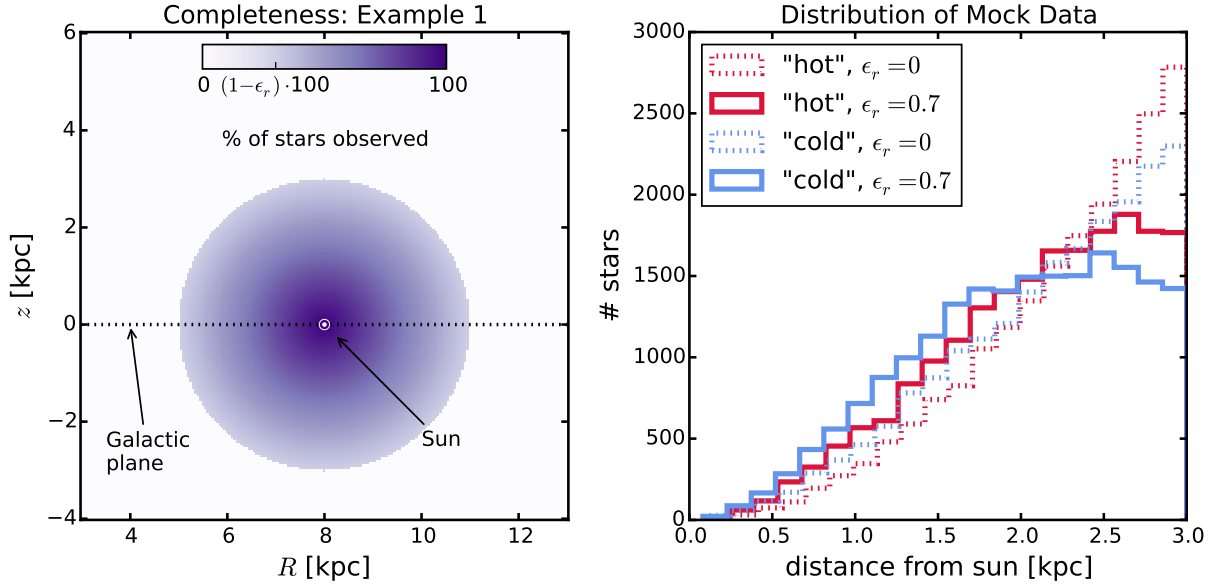 Completeness: Example 1
6
4
2
0
−2
−4
z [kpc]
0 (1−ϵ_r)·100 100
% of stars observed
Galactic
plane
Sun
4 6 8 10 12
R [kpc]
Distribution of Mock Data
3000
2500
2000
1500
1000
500
0
# stars
"hot", ϵ_r=0
"hot", ϵ_r=0.7
"cold", ϵ_r=0
"cold", ϵ_r=0.7
0.0 0.5 1.0 1.5 2.0 2.5 3.0
distance from sun [kpc]